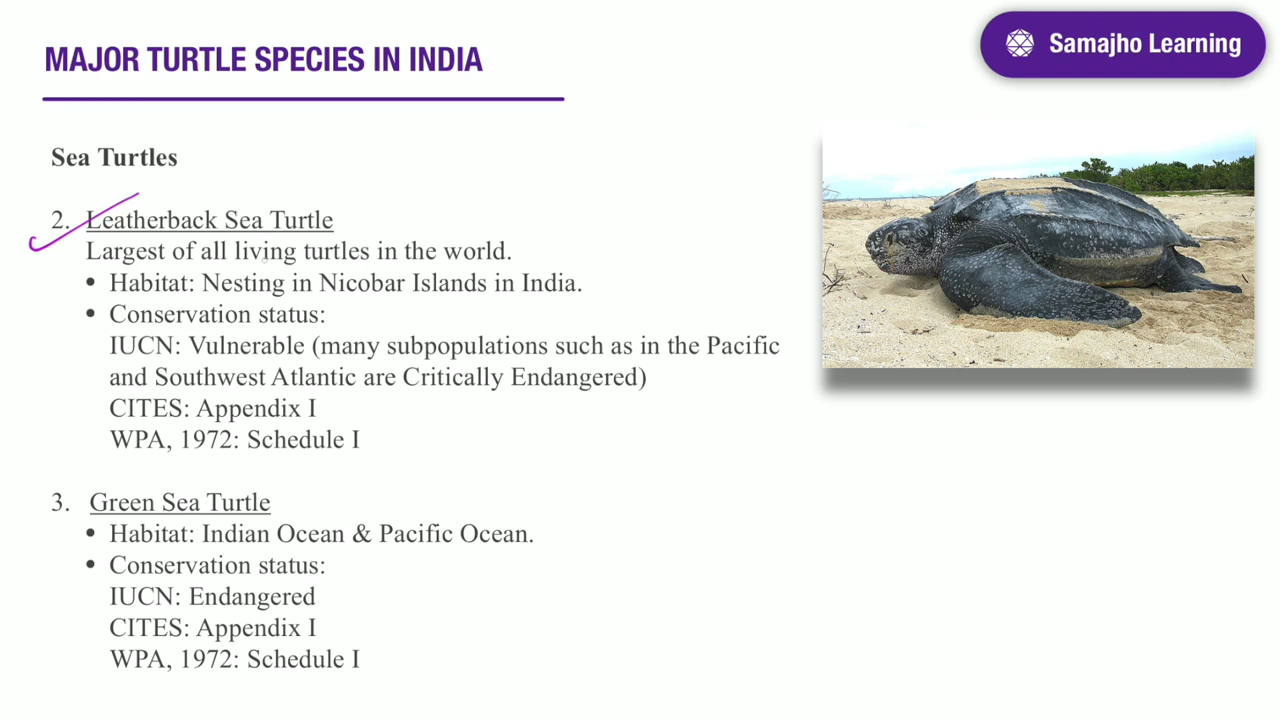 MAJOR TURTLE SPECIES IN INDIA
Samajho Learning
Sea Turtles
2. Leatherback Sea Turtle
Largest of all living turtles in the world.
• Habitat: Nesting in Nicobar Islands in India.
• Conservation status:
IUCN: Vulnerable (many subpopulations such as in the Pacific
and Southwest Atlantic are Critically Endangered)
CITES: Appendix I
WPA, 1972: Schedule I
3. Green Sea Turtle
• Habitat: Indian Ocean & Pacific Ocean.
• Conservation status:
IUCN: Endangered
CITES: Appendix I
WPA, 1972: Schedule I